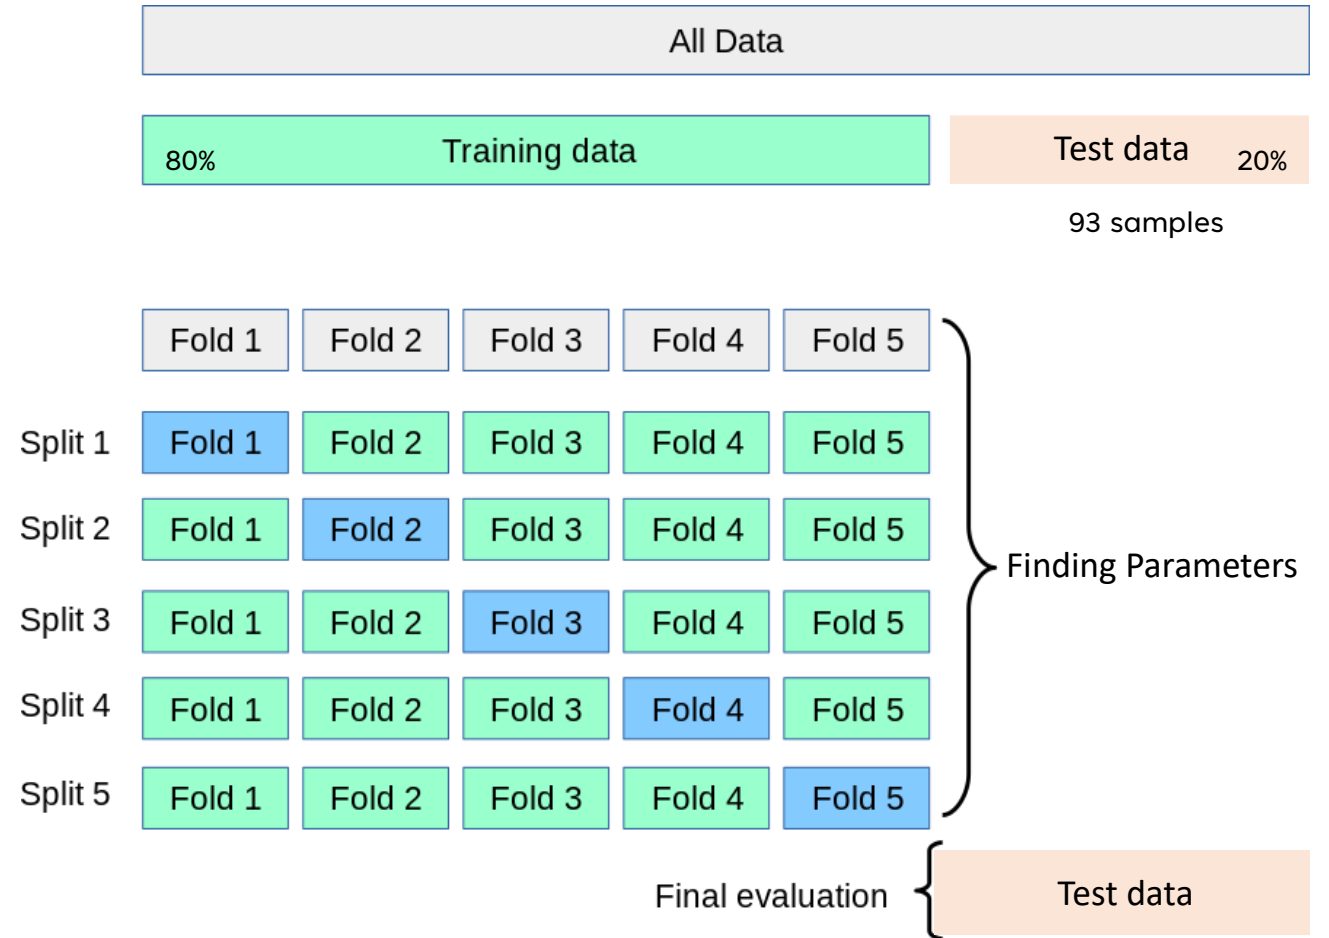 All Data
80% Training data Test data 20%
93 samples
Fold 1 Fold 2 Fold 3 Fold 4 Fold 5
Split 1 Fold 1 Fold 2 Fold 3 Fold 4 Fold 5
Split 2 Fold 1 Fold 2 Fold 3 Fold 4 Fold 5
Finding Parameters
Split 3 Fold 1 Fold 2 Fold 3 Fold 4 Fold 5
Split 4 Fold 1 Fold 2 Fold 3 Fold 4 Fold 5
Split 5 Fold 1 Fold 2 Fold 3 Fold 4 Fold 5
Final evaluation Test data